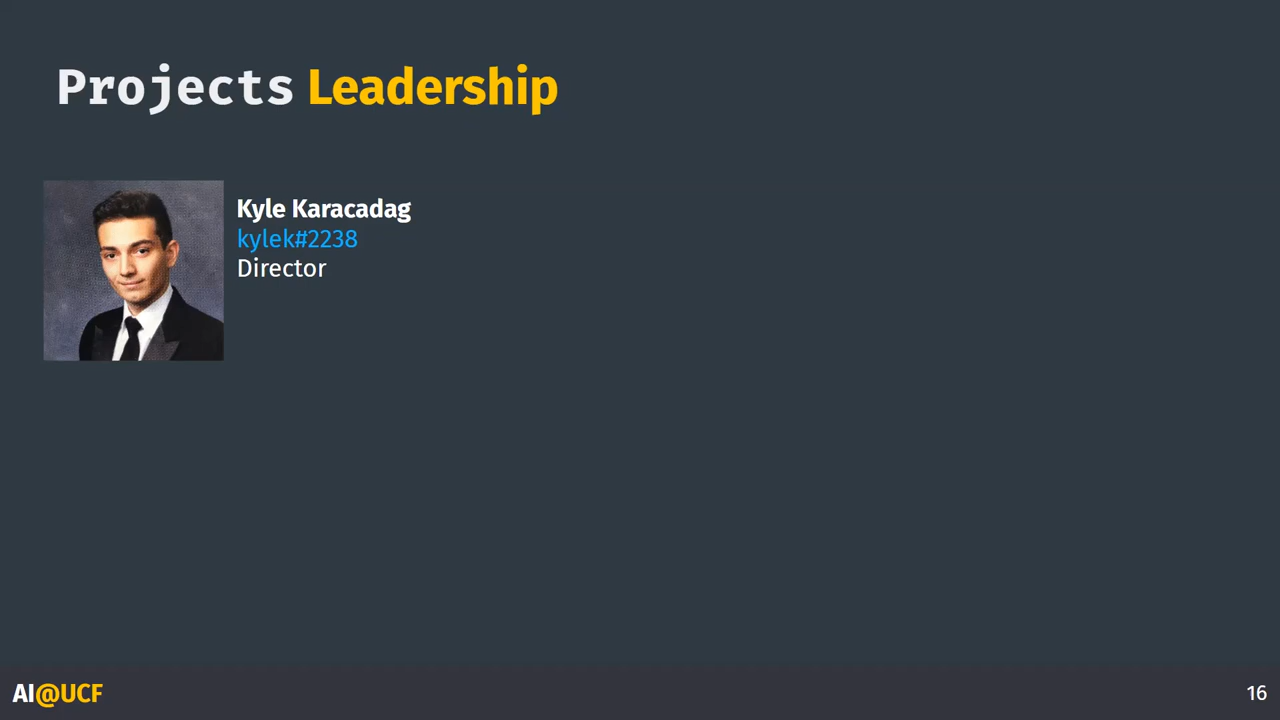 Projects Leadership
Kyle Karacadag
kylek#2238
Director
AI@UCF
16